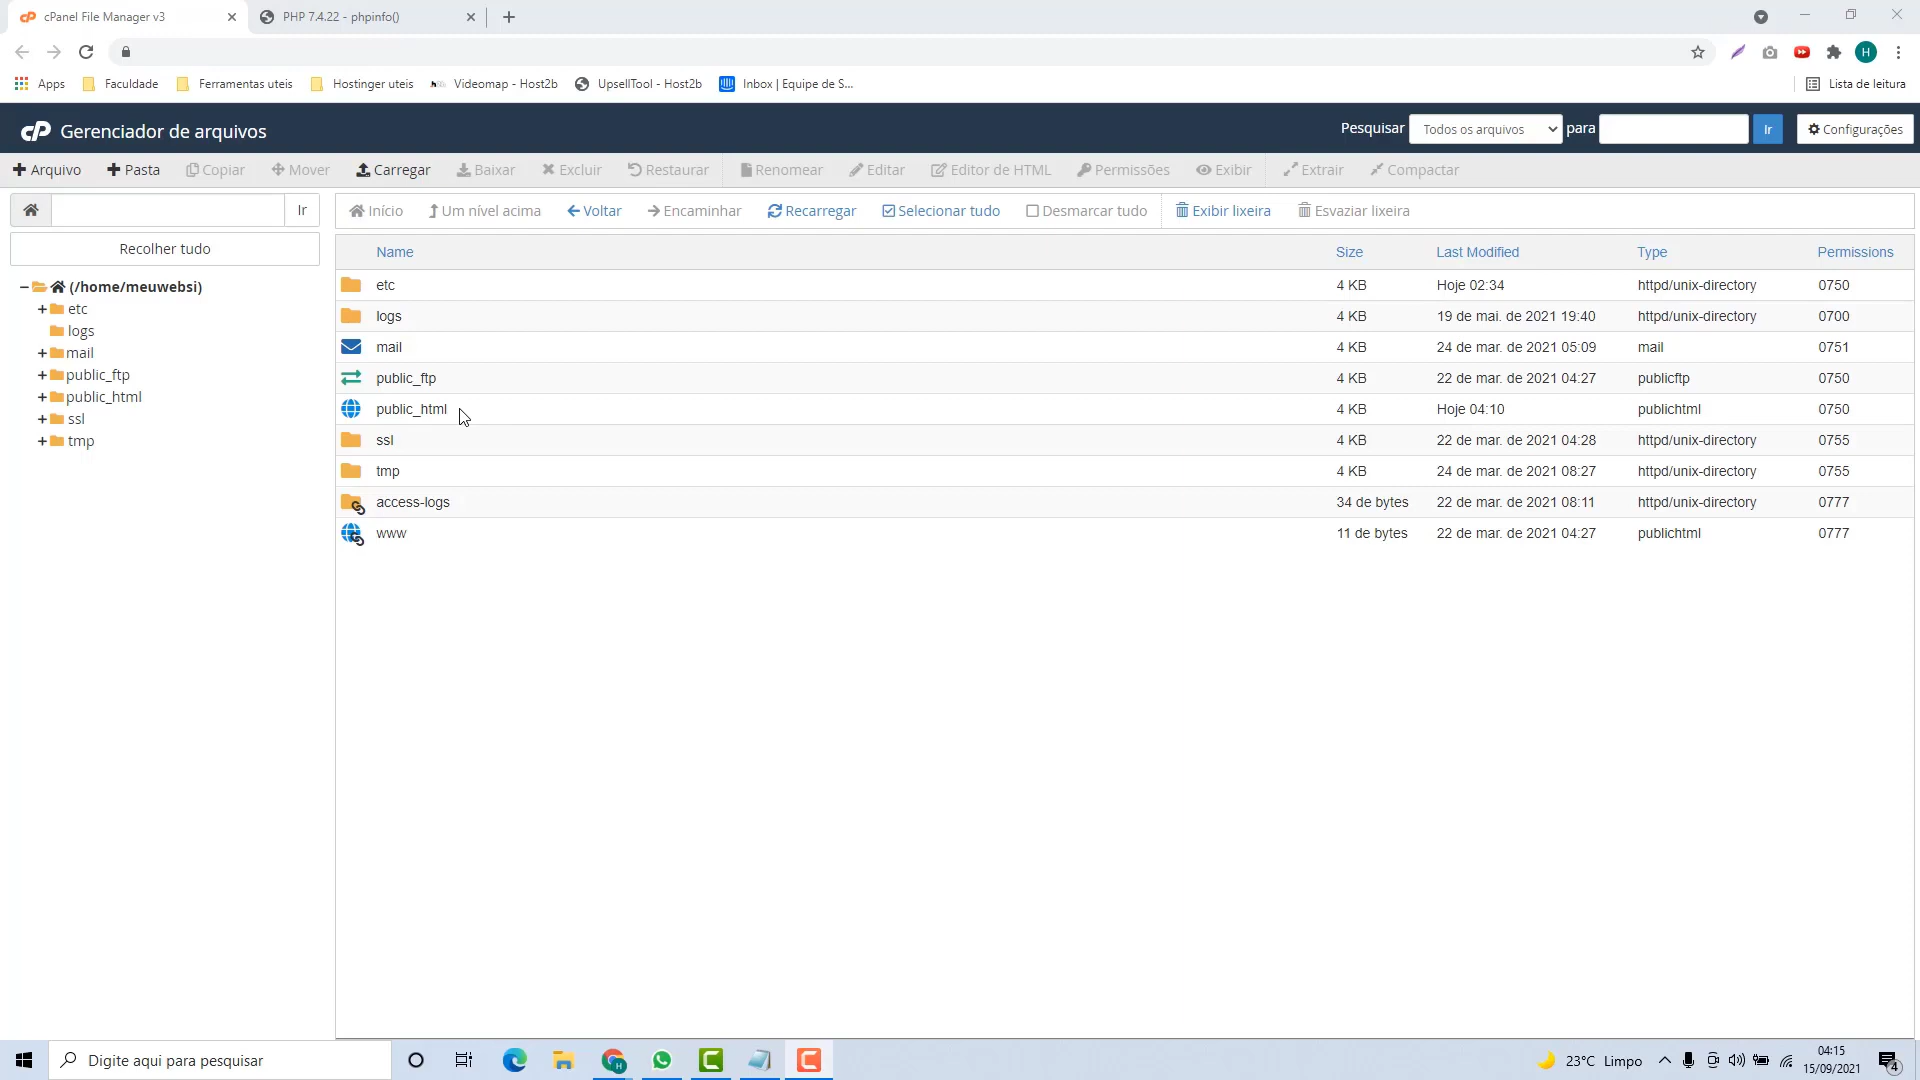 cPanel File Manager v3
PHP 7.4.22 - phpinfo()
H
Apps
Faculdade
Ferramentas uteis
Hostinger uteis
Videomap - Host2b
UpsellTool - Host2b
Inbox | Equipe de S...
Lista de leitura
cP Gerenciador de arquivos
Pesquisar Todos os arquivos para Ir Configurações
Arquivo Pasta Copiar Mover Carregar Baixar Excluir Restaurar Renomear Editar Editor de HTML Permissões Exibir Extrair Compactar
Ir
Início Um nível acima Voltar Encaminhar Recarregar Selecionar tudo Desmarcar tudo Exibir lixeira Esvaziar lixeira
Recolher tudo
(/home/meuwebsi)
etc
logs
mail
public_ftp
public_html
ssl
tmp
Name Size Last Modified Type Permissions
etc 4 KB Hoje 02:34 httpd/unix-directory 0750
logs 4 KB 19 de mai. de 2021 19:40 httpd/unix-directory 0700
mail 4 KB 24 de mar. de 2021 05:09 mail 0751
public_ftp 4 KB 22 de mar. de 2021 04:27 publicftp 0750
public_html 4 KB Hoje 04:10 publichtml 0750
ssl 4 KB 22 de mar. de 2021 04:28 httpd/unix-directory 0755
tmp 4 KB 24 de mar. de 2021 08:27 httpd/unix-directory 0755
access-logs 34 de bytes 22 de mar. de 2021 08:11 httpd/unix-directory 0777
www 11 de bytes 22 de mar. de 2021 04:27 publichtml 0777
Digite aqui para pesquisar
23°C Limpo
04:15
15/09/2021
4